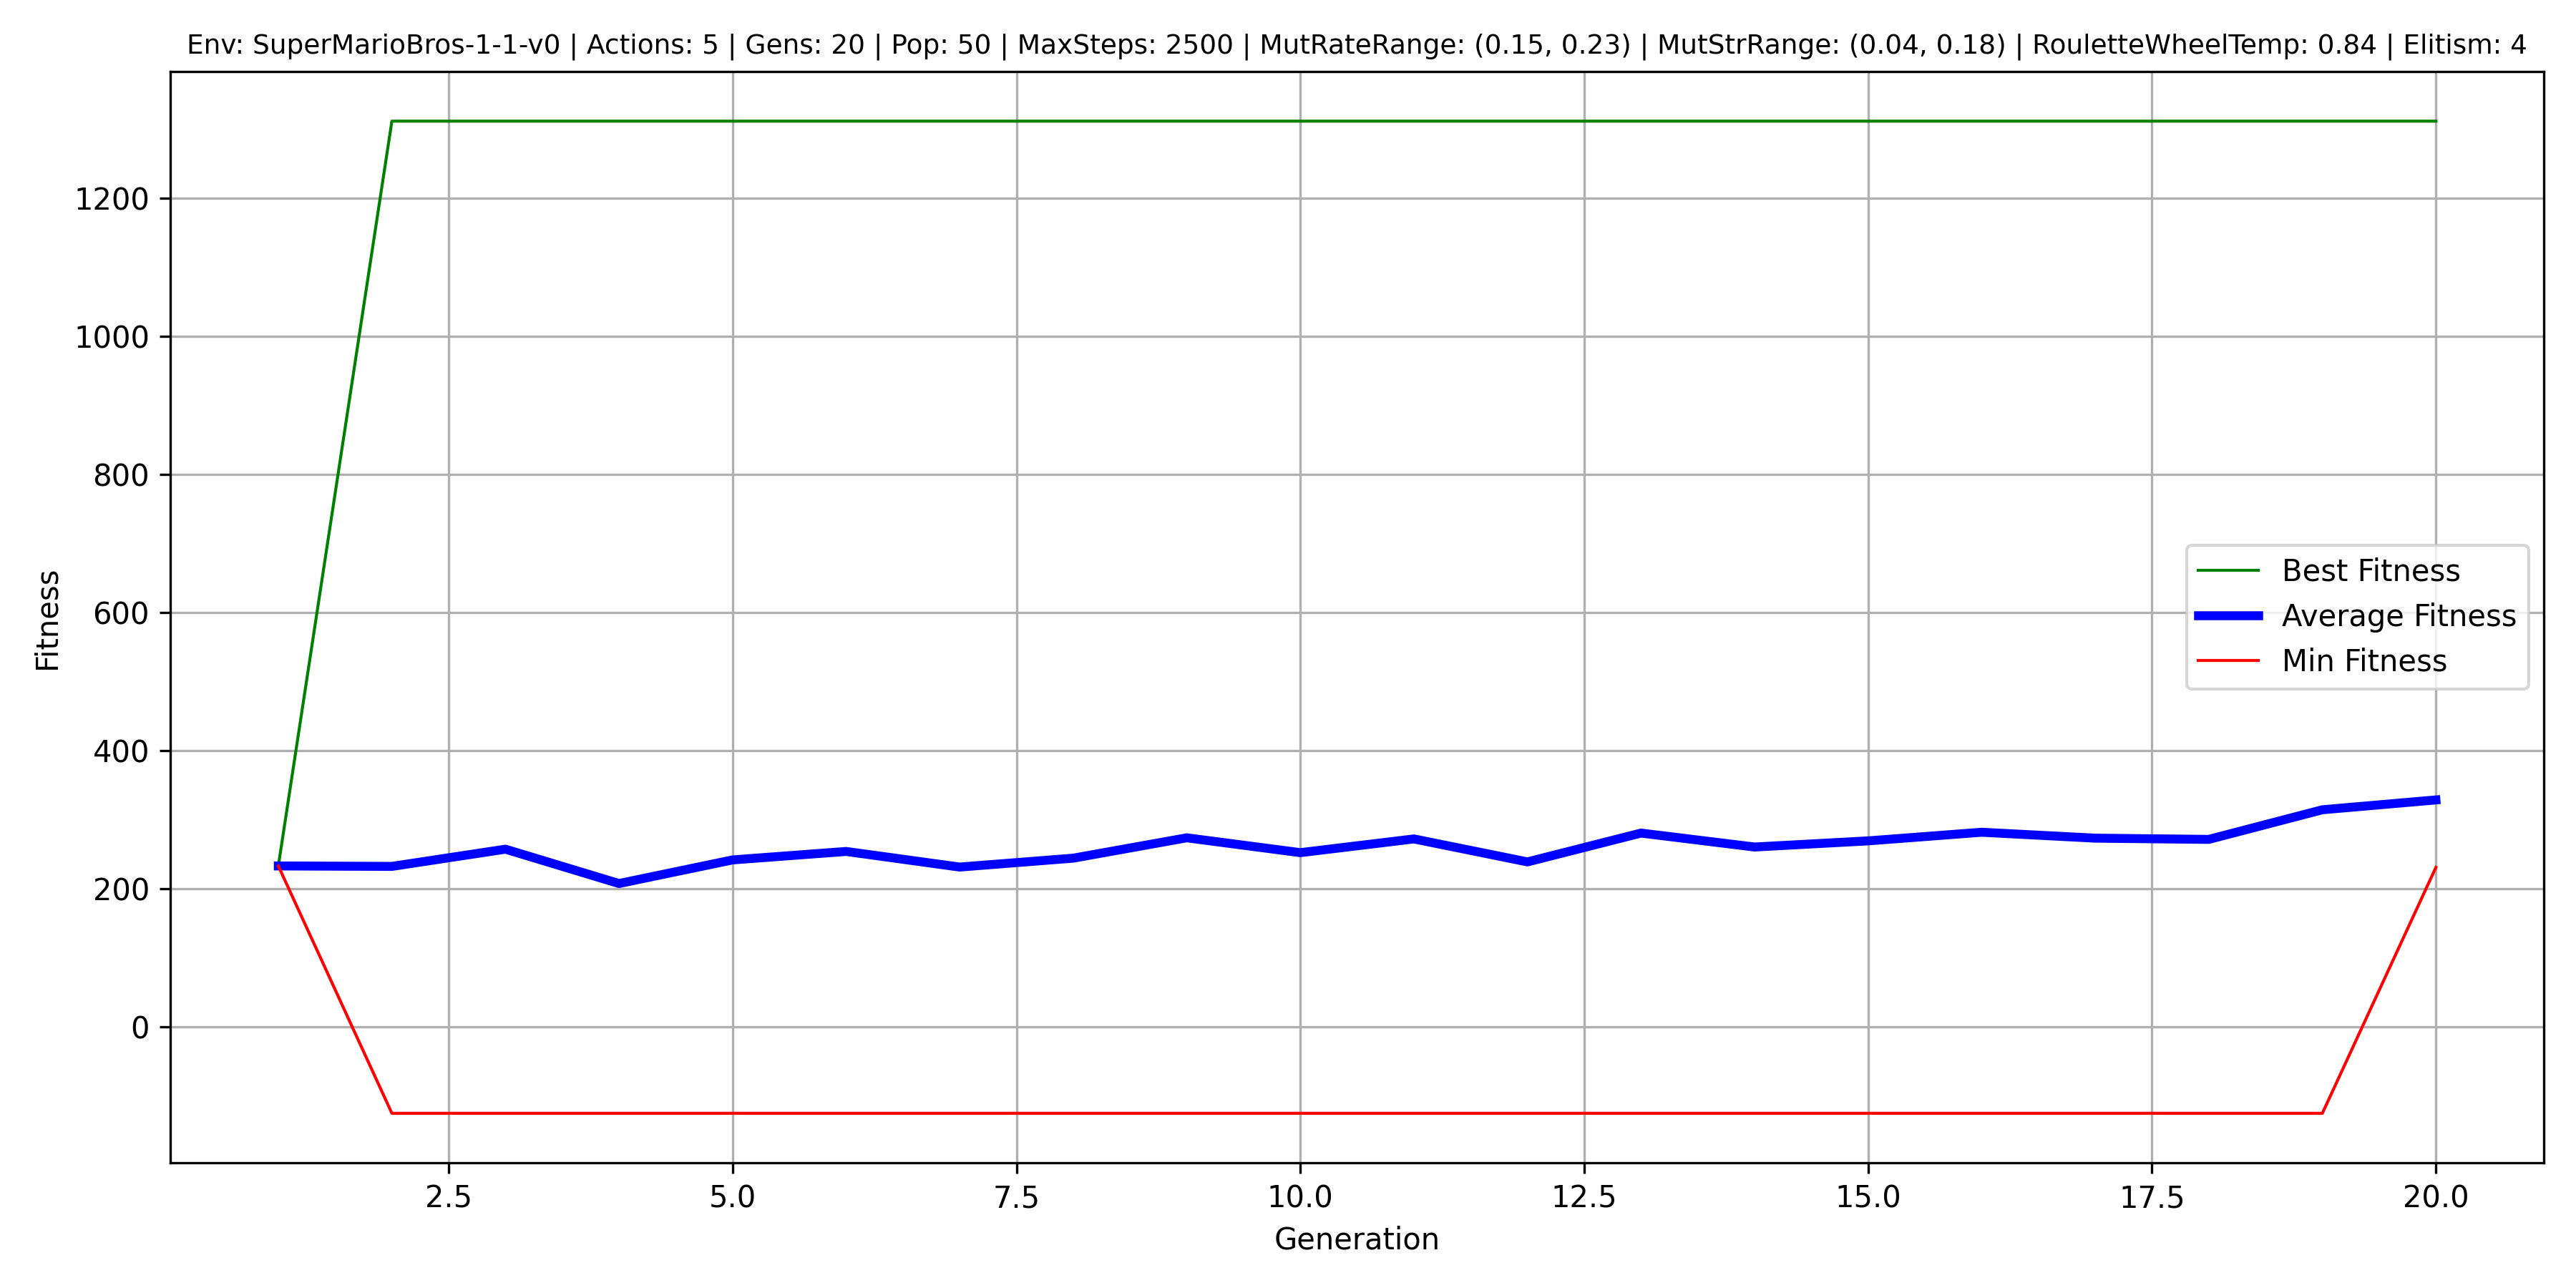 Env: SuperMarioBros-1-1-v0 | Actions: 5 | Gens: 20 | Pop: 50 | MaxSteps: 2500 | MutRateRange: (0.15, 0.23) | MutStrRange: (0.04, 0.18) | RouletteWheelTemp: 0.84 | Elitism: 4
1200
1000
800
600
400
200
0
Fitness
Best Fitness
Average Fitness
Min Fitness
2.5 5.0 7.5 10.0 12.5 15.0 17.5 20.0
Generation